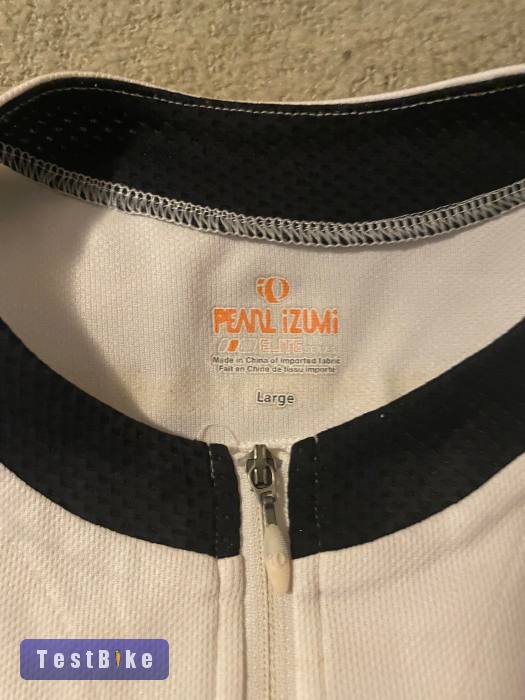 PEARL iZUMi
ELITE
Made in China of imported fabric
Fait en Chine de tissu importé
Large
TestBike